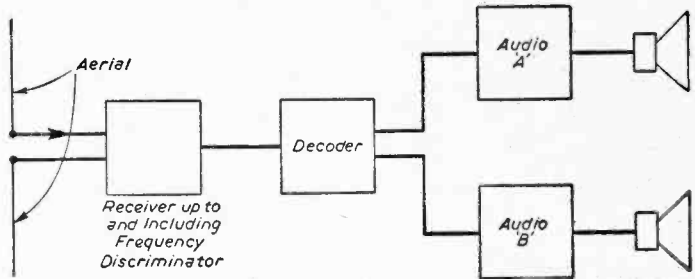 Aerial
Receiver up to
and Including
Frequency
Discriminator
Decoder
Audio
'A'
Audio
'B'